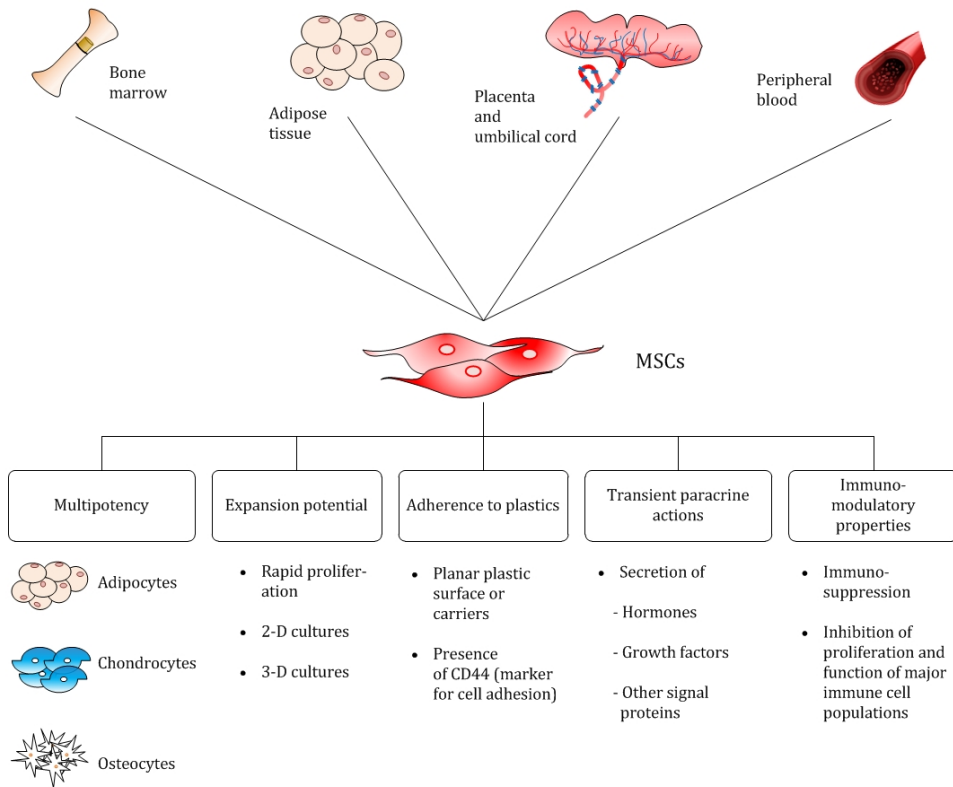 Bone
marrow
Adipose
tissue
Placenta
and
umbilical cord
Peripheral
blood
MSCs
Multipotency
Expansion potential
Adherence to plastics
Transient paracrine
actions
Immuno-
modulatory
properties
Adipocytes
Chondrocytes
Osteocytes
• Rapid prolifer-
ation
• 2-D cultures
• 3-D cultures
• Planar plastic
surface or
carriers
• Presence
of CD44 (marker
for cell adhesion)
• Secretion of
- Hormones
- Growth factors
- Other signal
proteins
• Immuno-
suppression
• Inhibition of
proliferation and
function of major
immune cell
populations